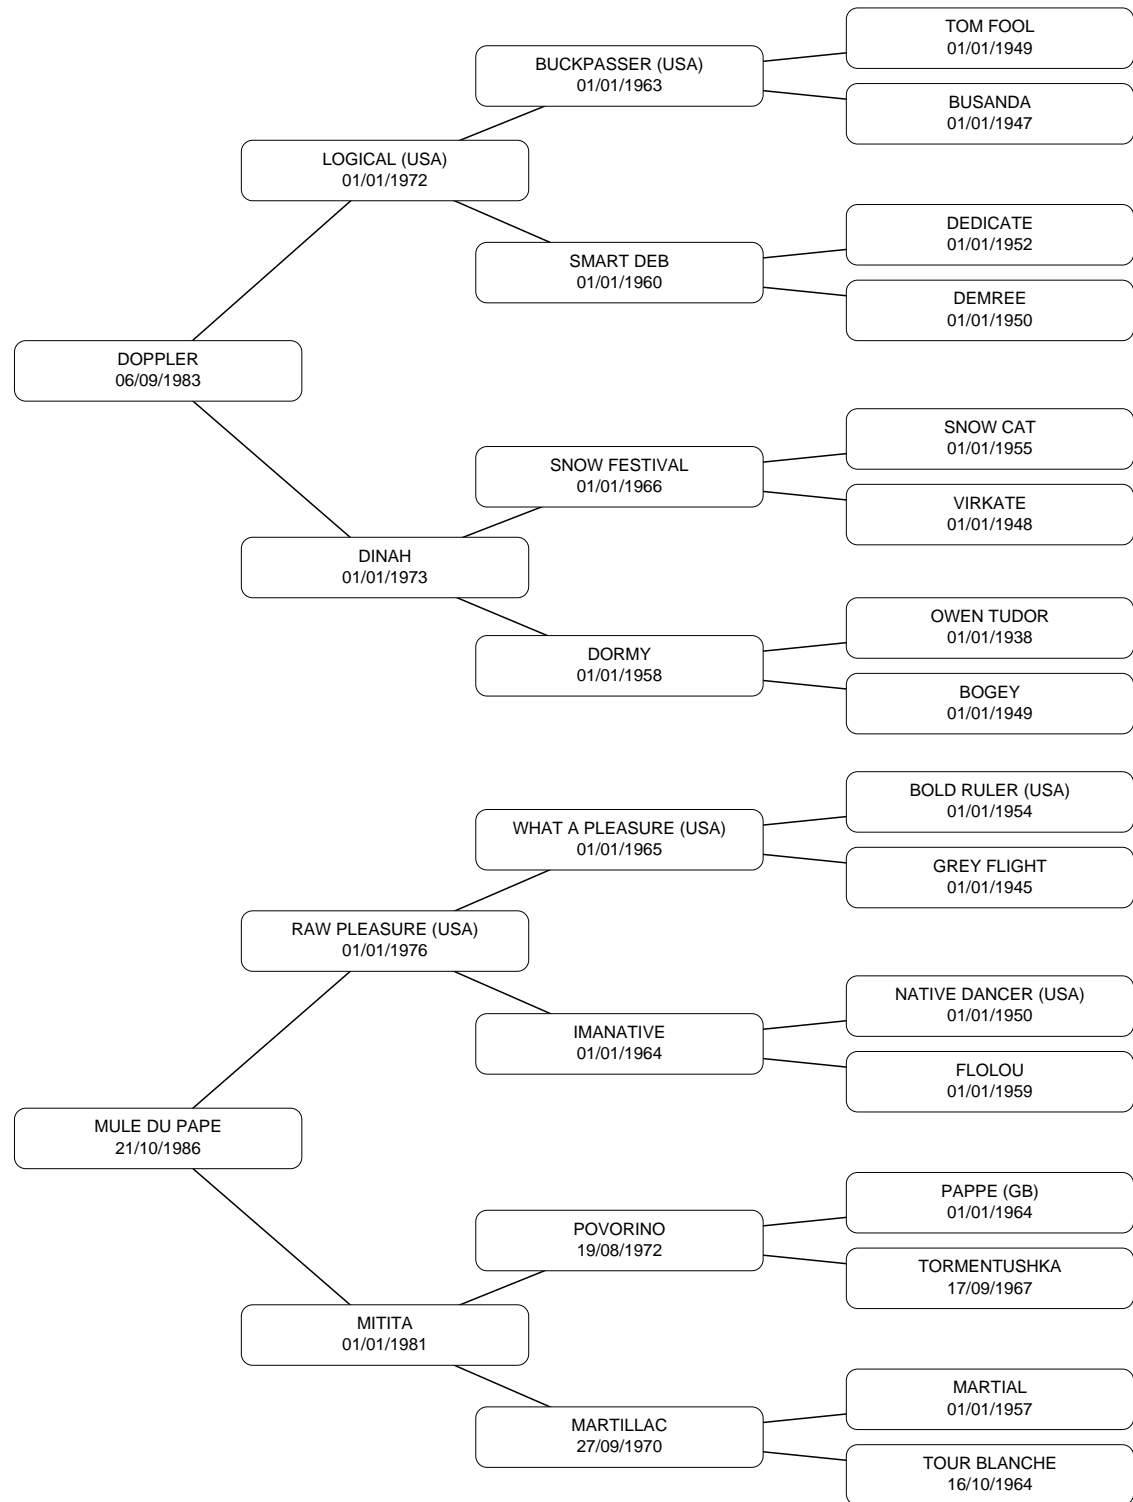 TOM FOOL
01/01/1949
BUCKPASSER (USA)
01/01/1963
BUSANDA
01/01/1947
LOGICAL (USA)
01/01/1972
DEDICATE
01/01/1952
SMART DEB
01/01/1960
DEMREE
01/01/1950
DOPPLER
06/09/1983
SNOW CAT
01/01/1955
SNOW FESTIVAL
01/01/1966
VIRKATE
01/01/1948
DINAH
01/01/1973
OWEN TUDOR
01/01/1938
DORMY
01/01/1958
BOGEY
01/01/1949
BOLD RULER (USA)
01/01/1954
WHAT A PLEASURE (USA)
01/01/1965
GREY FLIGHT
01/01/1945
RAW PLEASURE (USA)
01/01/1976
NATIVE DANCER (USA)
01/01/1950
IMANATIVE
01/01/1964
FLOLOU
01/01/1959
MULE DU PAPE
21/10/1986
PAPPE (GB)
01/01/1964
POVORINO
19/08/1972
TORMENTUSHKA
17/09/1967
MITITA
01/01/1981
MARTIAL
01/01/1957
MARTILLAC
27/09/1970
TOUR BLANCHE
16/10/1964